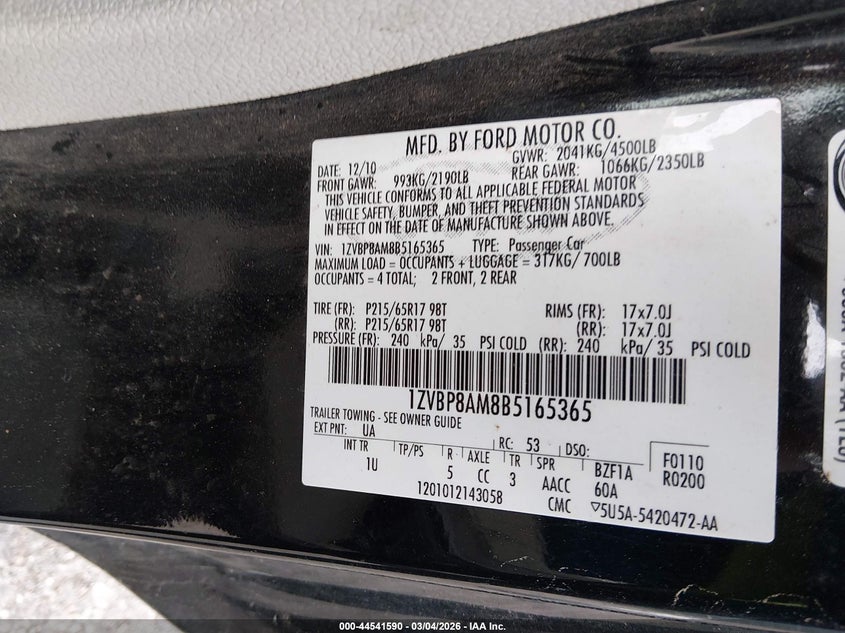 MFD. BY FORD MOTOR CO.
DATE: 12/10 GVWR: 2041KG/4500LB
FRONT GAWR: 993KG/2190LB REAR GAWR: 1066KG/2350LB
THIS VEHICLE CONFORMS TO ALL APPLICABLE FEDERAL MOTOR
VEHICLE SAFETY, BUMPER, AND THEFT PREVENTION STANDARDS
IN EFFECT ON THE DATE OF MANUFACTURE SHOWN ABOVE.
VIN: 1ZVBP8AM8B5165365 TYPE: Passenger Car
MAXIMUM LOAD = OCCUPANTS + LUGGAGE = 317KG/ 700LB
OCCUPANTS = 4 TOTAL; 2 FRONT, 2 REAR
TIRE (FR): P215/65R17 98T RIMS (FR): 17x7.0J
(RR): P215/65R17 98T (RR): 17x7.0J
PRESSURE (FR): 240 kPa/ 35 PSI COLD (RR): 240 kPa/ 35 PSI COLD
1ZVBP8AM8B5165365
TRAILER TOWING - SEE OWNER GUIDE
EXT PNT: UA RC: 53 DSO: F0110
INT TR TP/PS R AXLE TR SPR BZF1A R0200
1U 5 CC 3 AACC 60A
1201012143058 CMC ▽5U5A-5420472-AA
000-44541590 - 03/04/2026 - IAA Inc.